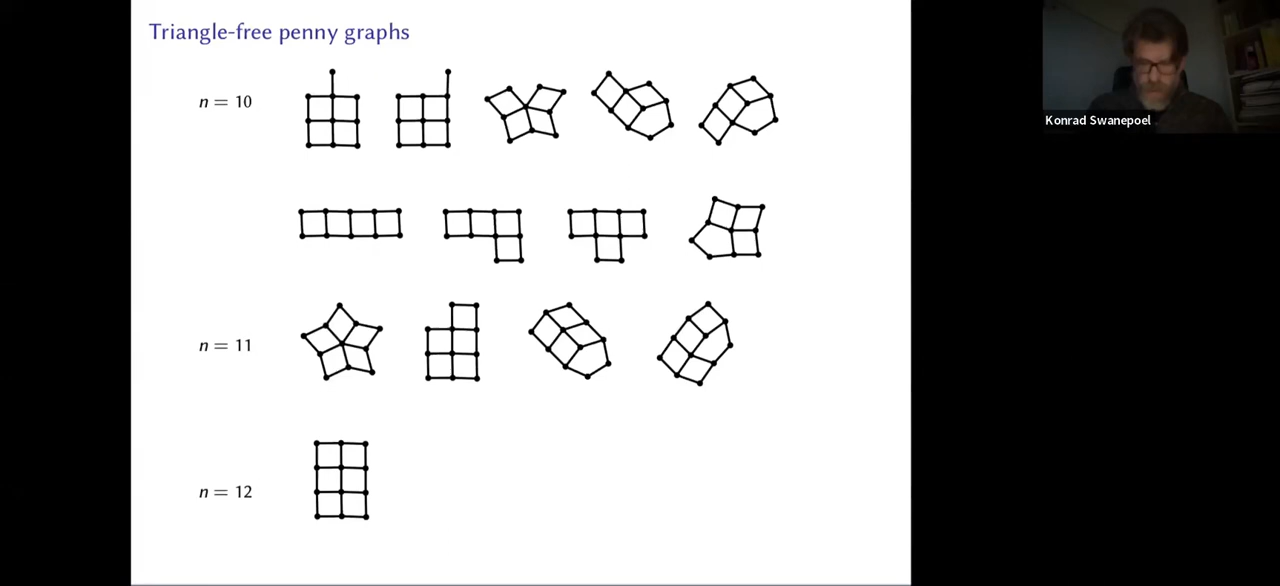 Triangle-free penny graphs
n = 10
Konrad Swanepoel
n = 11
n = 12